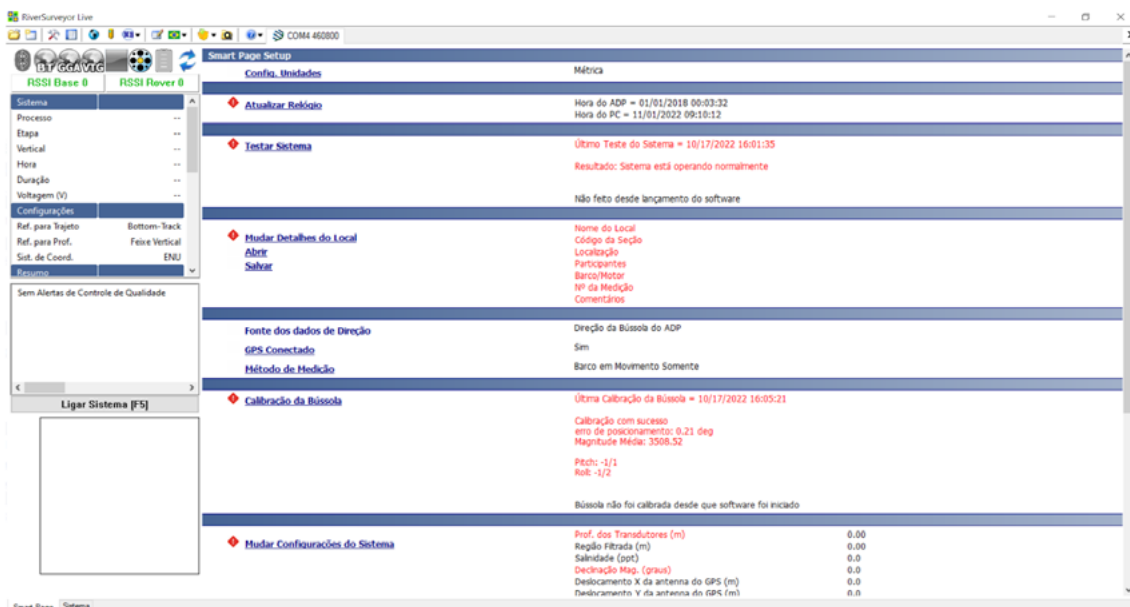 RiverSurveyor Live
COM4 460800
BT GGA VTG
RSSI Base 0 RSSI Rover 0
Sistema
Processo --
Etapa --
Vertical --
Hora --
Duração --
Voltagem (V) --
Configurações
Ref. para Trajeto Bottom-Track
Ref. para Prof. Feixe Vertical
Sist. de Coord. ENU
Resumo
Sem Alertas de Controle de Qualidade
Ligar Sistema [F5]
Smart Page Setup
Config. Unidades Métrica
Atualizar Relógio Hora do ADP = 01/01/2018 00:03:32
Hora do PC = 11/01/2022 09:10:12
Testar Sistema Último Teste do Sistema = 10/17/2022 16:01:35
Resultado: Sistema está operando normalmente
Não feito desde lançamento do software
Mudar Detalhes do Local
Abrir
Salvar
Nome do Local
Código da Seção
Localização
Participantes
Barco/Motor
Nº da Medição
Comentários
Fonte dos dados de Direção Direção da Bússola do ADP
GPS Conectado Sim
Método de Medição Barco em Movimento Somente
Calibração da Bússola Última Calibração da Bússola = 10/17/2022 16:05:21
Calibração com sucesso
erro de posicionamento: 0.21 deg
Magnitude Média: 3508.52
Pitch: -1/1
Roll: -1/2
Bússola não foi calibrada desde que software foi iniciado
Mudar Configurações do Sistema
Prof. dos Transdutores (m) 0.00
Região Filtrada (m) 0.00
Salinidade (ppt) 0.0
Declinação Mag. (graus) 0.0
Deslocamento X da antenna do GPS (m) 0.0
Deslocamento Y da antenna do GPS (m) 0.0
Smart Page Sistema